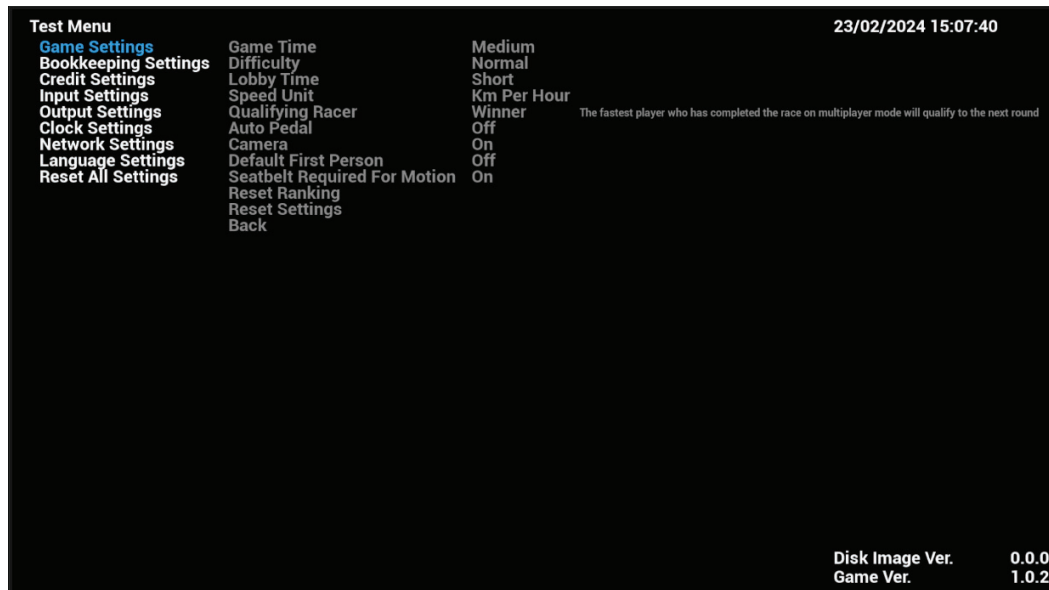 Test Menu 23/02/2024 15:07:40
Game Settings Game Time Medium
Bookkeeping Settings Difficulty Normal
Credit Settings Lobby Time Short
Input Settings Speed Unit Km Per Hour
Output Settings Qualifying Racer Winner The fastest player who has completed the race on multiplayer mode will qualify to the next round
Clock Settings Auto Pedal Off
Network Settings Camera On
Language Settings Default First Person Off
Reset All Settings Seatbelt Required For Motion On
Reset Ranking
Reset Settings
Back
Disk Image Ver. 0.0.0
Game Ver. 1.0.2